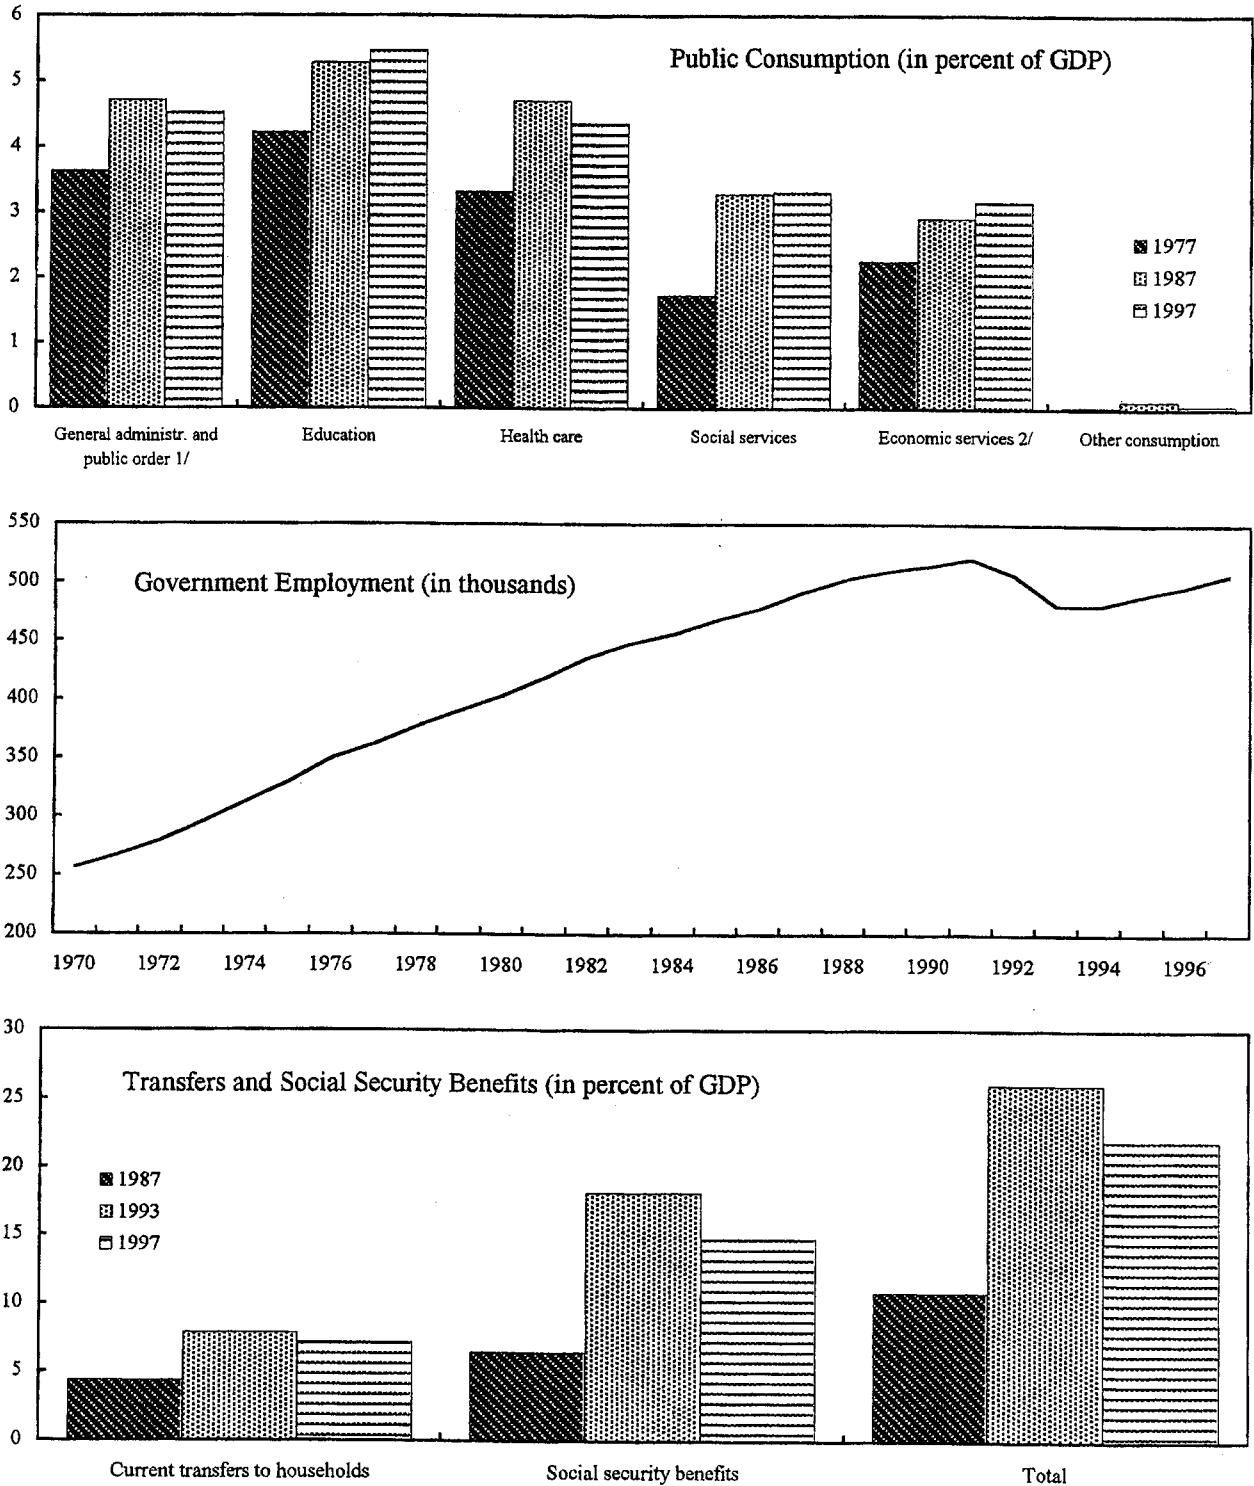 Public Consumption (in percent of GDP)
6
5
4
3
2
1
0
1977
1987
1997
General administr. and
public order 1/
Education
Health care
Social services
Economic services 2/
Other consumption
Government Employment (in thousands)
550
500
450
400
350
300
250
200
1970 1972 1974 1976 1978 1980 1982 1984 1986 1988 1990 1992 1994 1996
Transfers and Social Security Benefits (in percent of GDP)
30
25
20
15
10
5
0
1987
1993
1997
Current transfers to households
Social security benefits
Total